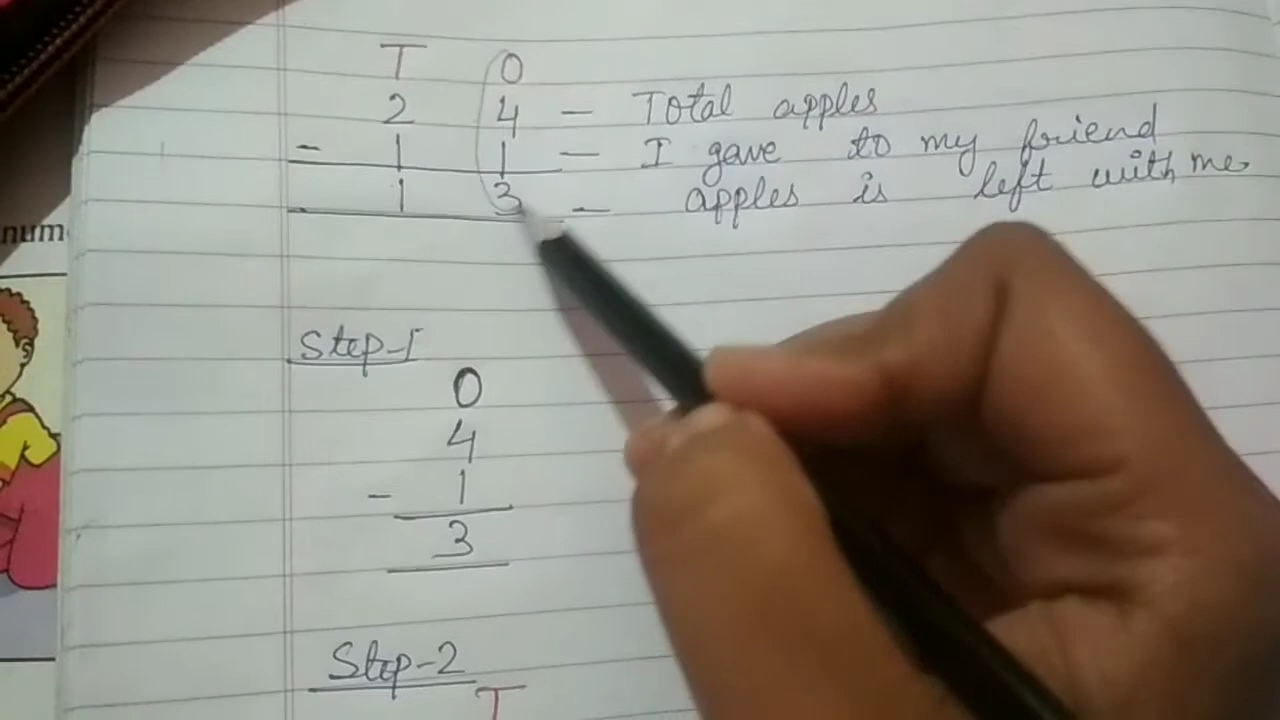 T O
2 4 - Total apples
- 1 1 - I gave to my friend
1 3 - apples is left with me
num
Step-1
O
4
- 1
3
Step-2
T